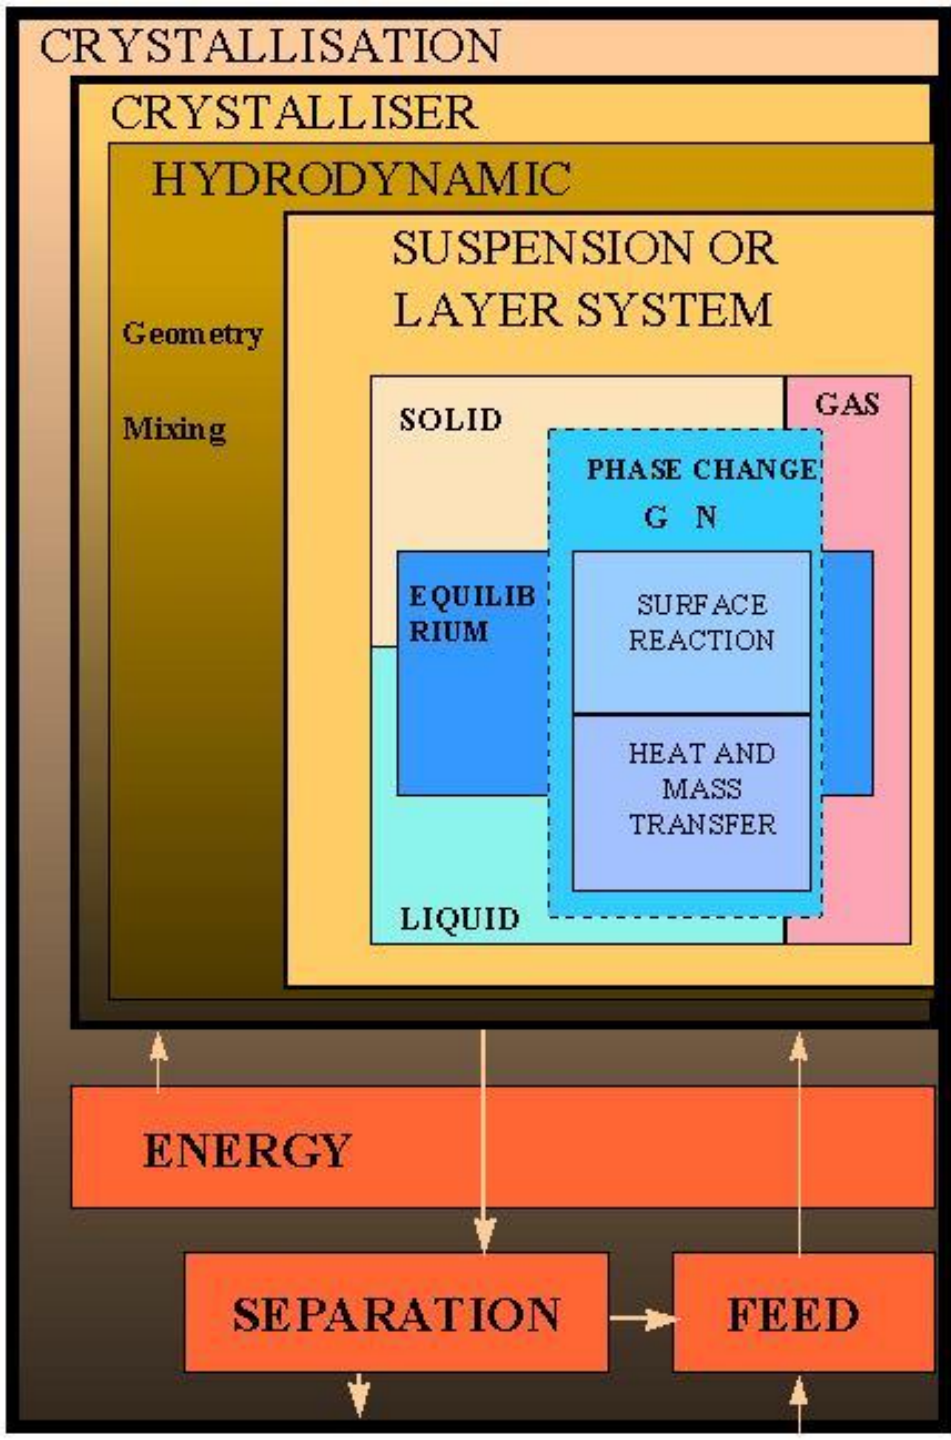 CRYSTALLISATION
CRYSTALLISER
HYDRODYNAMIC
SUSPENSION OR
LAYER SYSTEM
Geometry
Mixing
SOLID
GAS
PHASE CHANGE
G N
EQUILIB
RIUM
SURFACE
REACTION
HEAT AND
MASS
TRANSFER
LIQUID
ENERGY
SEPARATION
FEED